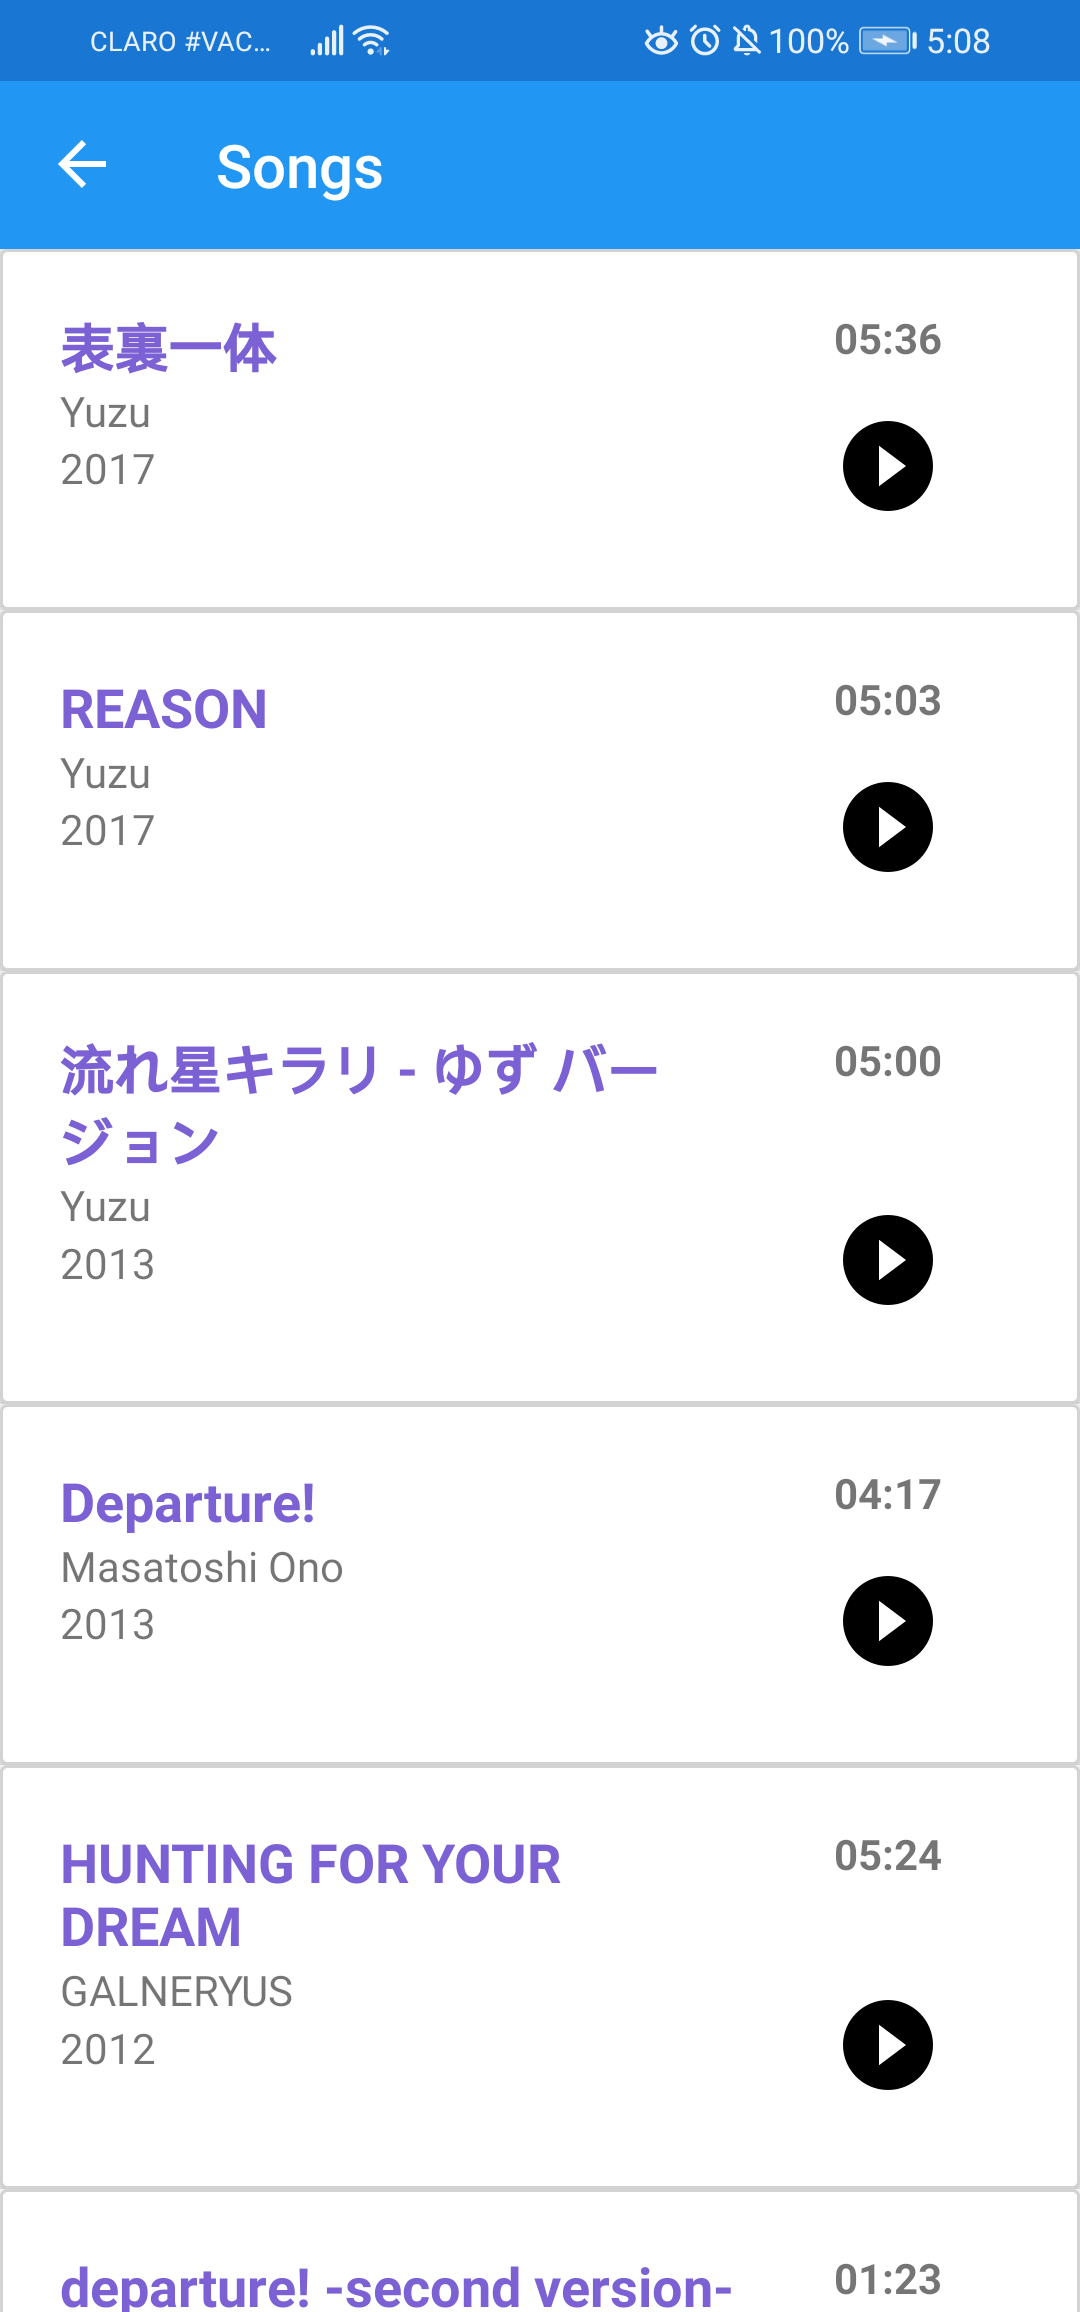 CLARO #VAC... 100% 5:08
Songs
表裏一体 05:36
Yuzu
2017
REASON 05:03
Yuzu
2017
流れ星キラリ - ゆず バー 05:00
ジョン
Yuzu
2013
Departure! 04:17
Masatoshi Ono
2013
HUNTING FOR YOUR 05:24
DREAM
GALNERYUS
2012
departure! -second version- 01:23